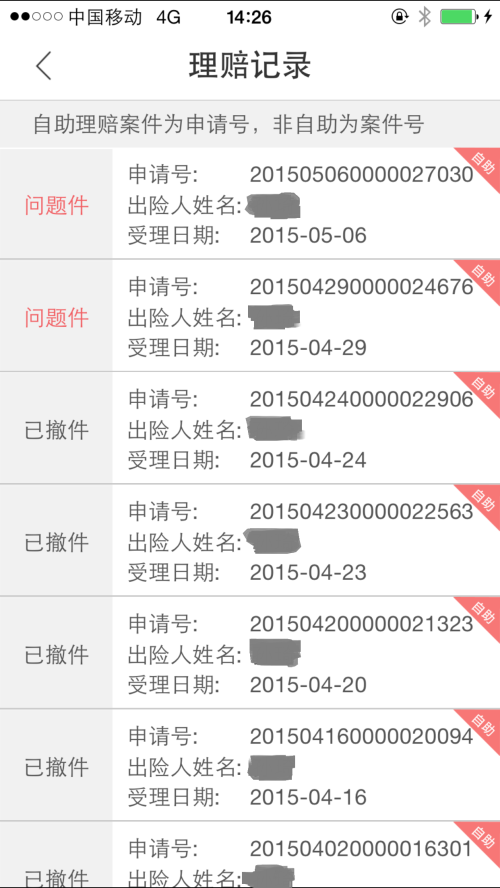 中国移动 4G 14:26
理赔记录
自助理赔案件为申请号，非自助为案件号
自助
申请号: 201505060000027030
问题件
出险人姓名:
受理日期: 2015-05-06
自助
申请号: 201504290000024676
问题件
出险人姓名:
受理日期: 2015-04-29
自助
申请号: 201504240000022906
已撤件
出险人姓名:
受理日期: 2015-04-24
自助
申请号: 201504230000022563
已撤件
出险人姓名:
受理日期: 2015-04-23
自助
申请号: 201504200000021323
已撤件
出险人姓名:
受理日期: 2015-04-20
自助
申请号: 201504160000020094
已撤件
出险人姓名:
受理日期: 2015-04-16
自助
申请号: 201504020000016301
已撤件
出险人姓名: